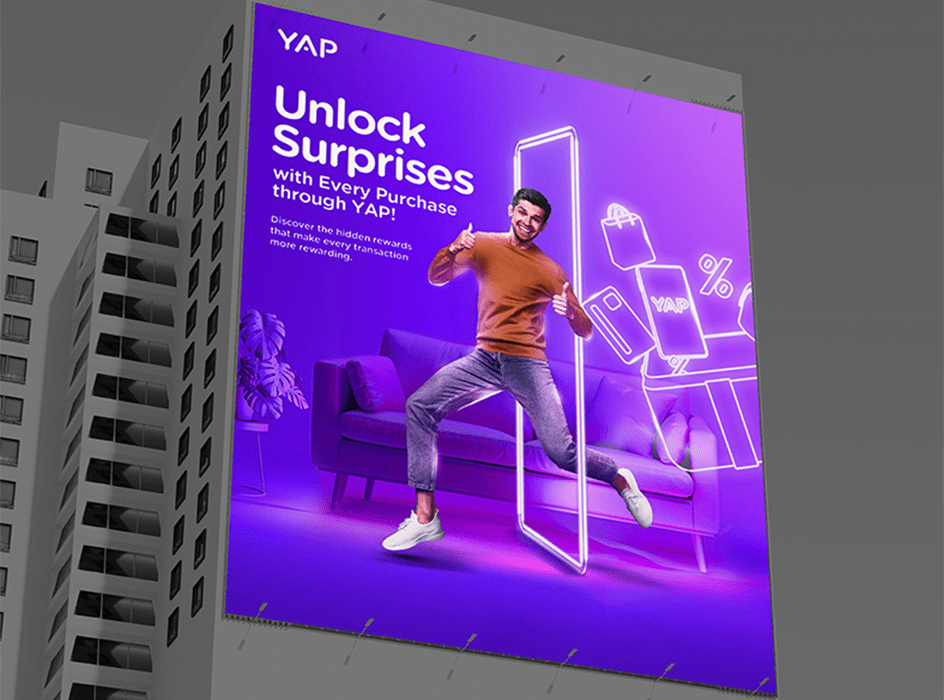 YAP
Unlock
Surprises
with Every Purchase
through YAP!
Discover the hidden rewards
that make every transaction
more rewarding.
YAP
%
%